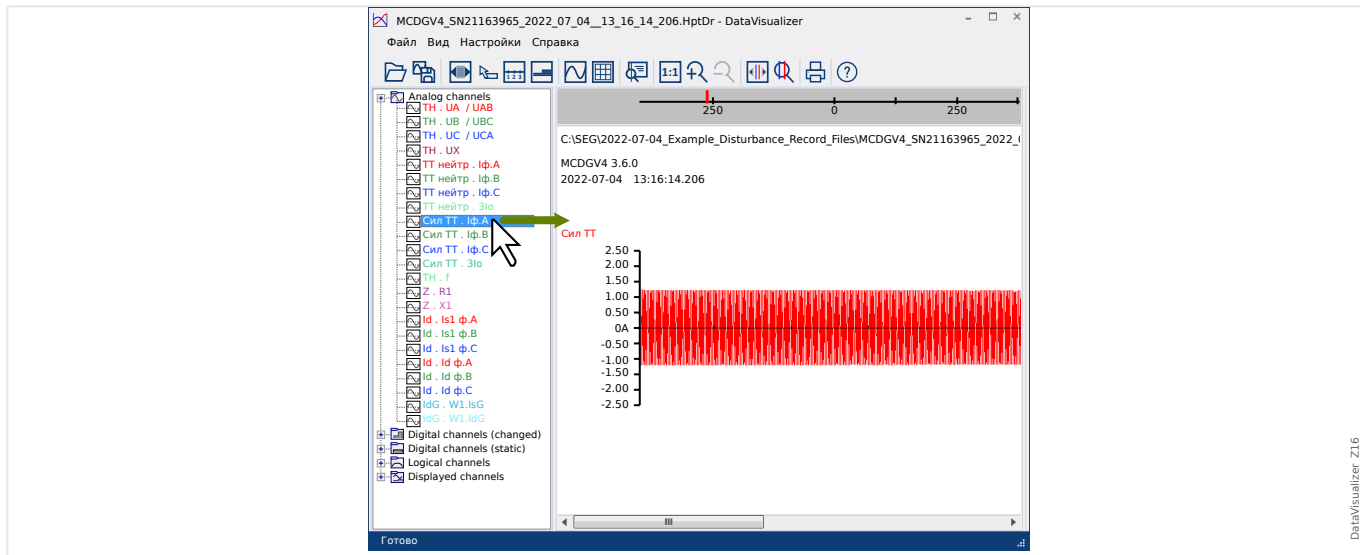 MCDGV4_SN21163965_2022_07_04__13_16_14_206.HptDr - DataVisualizer
Файл Вид Настройки Справка
1 2 3
1:1
?
Analog channels
TH . UA / UAB
TH . UB / UBC
TH . UC / UCA
TH . UX
ТТ нейтр . Iф.A
ТТ нейтр . Iф.B
ТТ нейтр . Iф.C
ТТ нейтр . 3Io
Сил ТТ . Iф.A
Сил ТТ . Iф.B
Сил ТТ . Iф.C
Сил ТТ . 3Io
TH . f
Z . R1
Z . X1
Id . Is1 ф.A
Id . Is1 ф.B
Id . Is1 ф.C
Id . Id ф.A
Id . Id ф.B
Id . Id ф.C
IdG . W1.IsG
IdG . W1.IdG
Digital channels (changed)
Digital channels (static)
Logical channels
Displayed channels
250 0 250
C:\SEG\2022-07-04_Example_Disturbance_Record_Files\MCDGV4_SN21163965_2022_(
MCDGV4 3.6.0
2022-07-04 13:16:14.206
Сил ТТ
2.50
2.00
1.50
1.00
0.50
0A
-0.50
-1.00
-1.50
-2.00
-2.50
Готово
DataVisualizer Z16